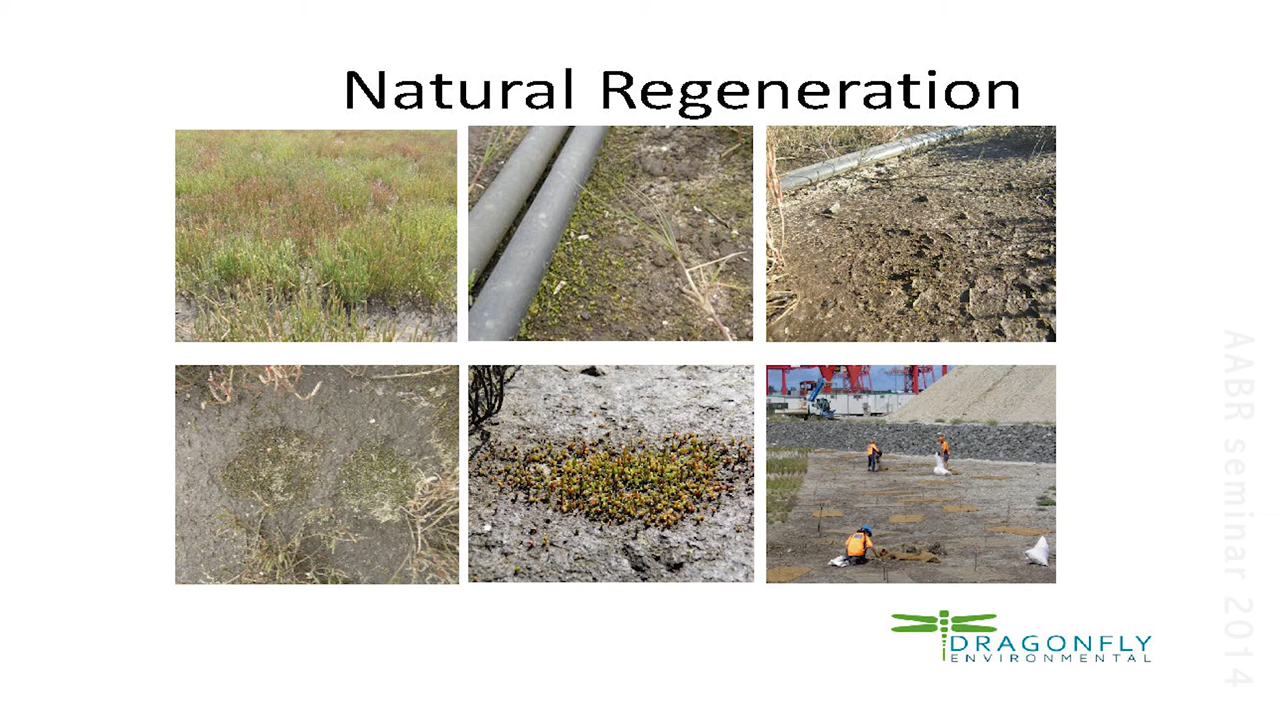 Natural Regeneration
DRAGONFLY
ENVIRONMENTAL
AABR seminar 2014